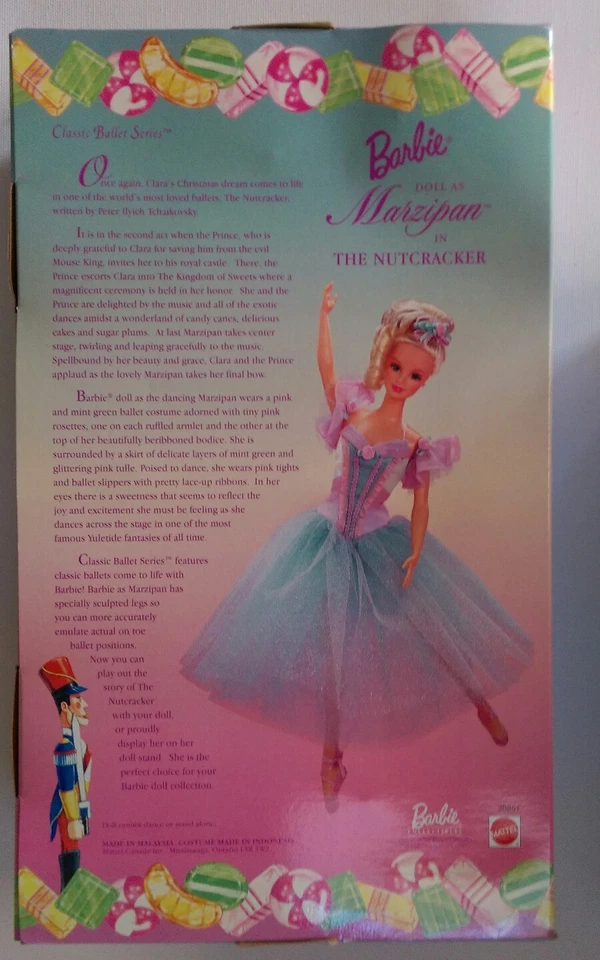 Classic Ballet Series™
Once again, Clara's Christmas dream comes to life
in one of the world's most loved ballets, The Nutcracker,
written by Peter Ilyich Tchaikovsky.
It is in the second act when the Prince, who is
deeply grateful to Clara for saving him from the evil
Mouse King, invites her to his royal castle. There, the
Prince escorts Clara into The Kingdom of Sweets where a
magnificent ceremony is held in her honor. She and the
Prince are delighted by the music and all of the exotic
dances amidst a wonderland of candy canes, delicious
cakes and sugar plums. At last Marzipan takes center
stage, twirling and leaping gracefully to the music.
Spellbound by her beauty and grace, Clara and the Prince
applaud as the lovely Marzipan takes her final bow.
Barbie® doll as the dancing Marzipan wears a pink
and mint green ballet costume adorned with tiny pink
rosettes, one on each ruffled armlet and the other at the
top of her beautifully beribboned bodice. She is
surrounded by a skirt of delicate layers of mint green and
glittering pink tulle. Poised to dance, she wears pink tights
and ballet slippers with pretty lace-up ribbons. In her
eyes there is a sweetness that seems to reflect the
joy and excitement she must be feeling as she
dances across the stage in one of the most
famous Yuletide fantasies of all time.
Classic Ballet Series™ features
classic ballets come to life with
Barbie! Barbie as Marzipan has
specially sculpted legs so
you can more accurately
emulate actual on toe
ballet positions.
Now you can
play out the
story of The
Nutcracker
with your doll,
or proudly
display her on her
doll stand. She is the
perfect choice for your
Barbie doll collection.
Doll cannot dance or stand alone.
MADE IN MALAYSIA. COSTUME MADE IN INDONESIA.
Mattel Canada Inc., Mississauga, Ontario L5R 3W2.
Barbie®
DOLL AS
Marzipan™
IN
THE NUTCRACKER
Barbie
COLLECTIBLES
20851
MATTEL